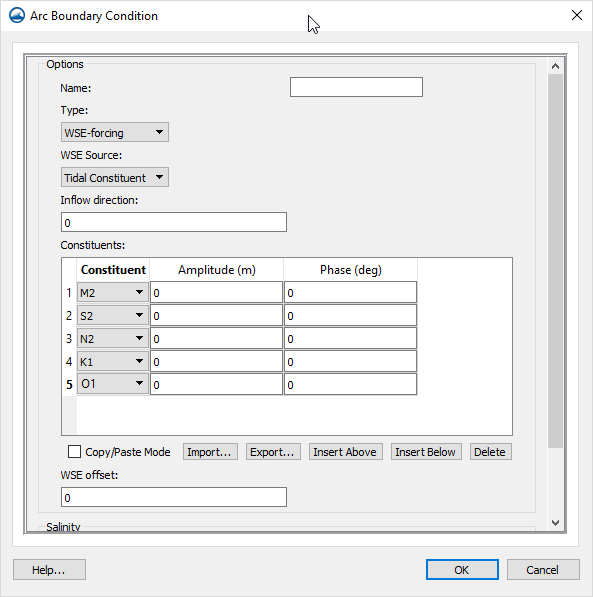 Arc Boundary Condition
Options
Name:
Type:
WSE-forcing
WSE Source:
Tidal Constituent
Inflow direction:
0
Constituents:
Constituent Amplitude (m) Phase (deg)
1 M2 0 0
2 S2 0 0
3 N2 0 0
4 K1 0 0
5 O1 0 0
Copy/Paste Mode Import... Export... Insert Above Insert Below Delete
WSE offset:
0
Salinity
Help... OK Cancel